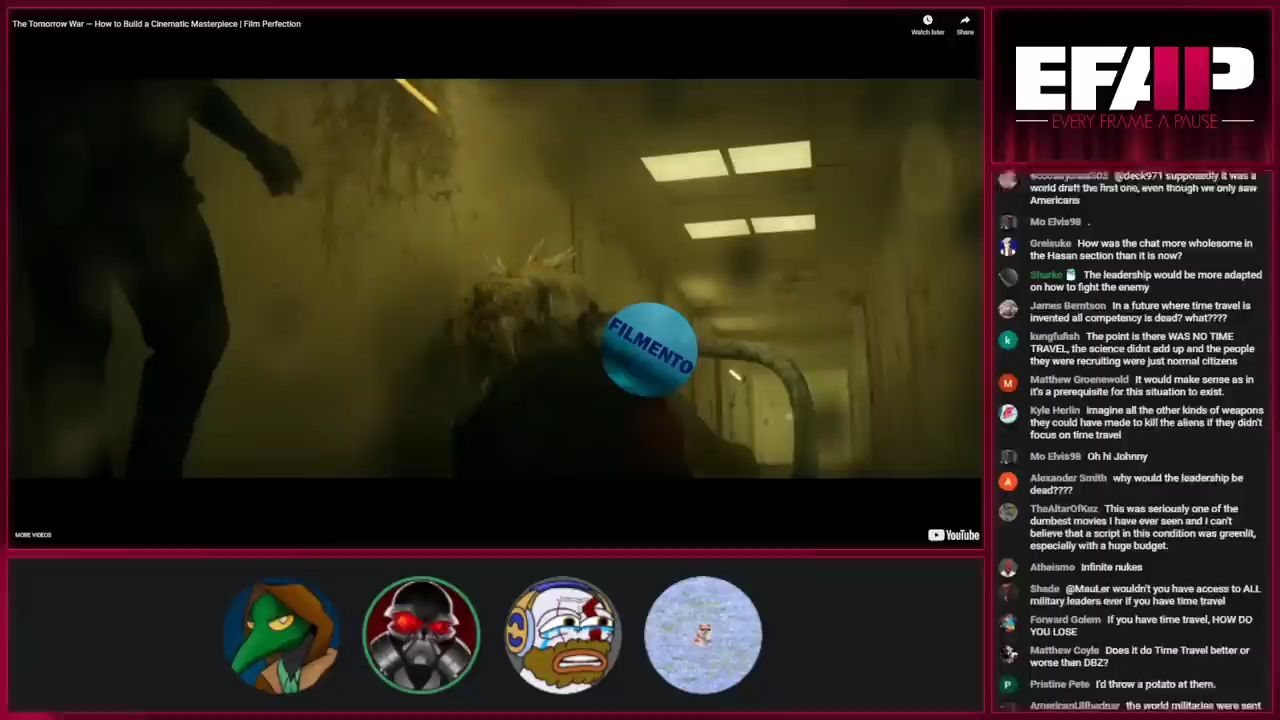 The Tomorrow War – How to Build a Cinematic Masterpiece | Film Perfection
Watch later
Share
EFAP
EVERY FRAME A PAUSE
FILMENTO
MORE VIDEOS
YouTube
@deck971 supposedly it was a
world draft the first one, even though we only saw
Americans
Mo Elvis98 .
Greisuke How was the chat more wholesome in
the Hasan section than it is now?
Sharko The leadership would be more adapted
on how to fight the enemy
James Berntson In a future where time travel is
invented all competency is dead? what????
kungfufish The point is there WAS NO TIME
TRAVEL, the science didnt add up and the people
they were recruiting were just normal citizens
Matthew Groenewold It would make sense as in
it's a prerequisite for this situation to exist.
Kyle Herlin imagine all the other kinds of weapons
they could have made to kill the aliens if they didn't
focus on time travel
Mo Elvis98 Oh hi Johnny
Alexander Smith why would the leadership be
dead????
TheAltarOfKez This was seriously one of the
dumbest movies I have ever seen and I can't
believe that a script in this condition was greenlit,
especially with a huge budget.
Atheismo Infinite nukes
Shade @MauLer wouldn't you have access to ALL
military leaders ever if you have time travel
Forward Golem If you have time travel, HOW DO
YOU LOSE
Matthew Coyle Does it do Time Travel better or
worse than DBZ?
Pristine Pete I'd throw a potato at them.
the world militaries were sent